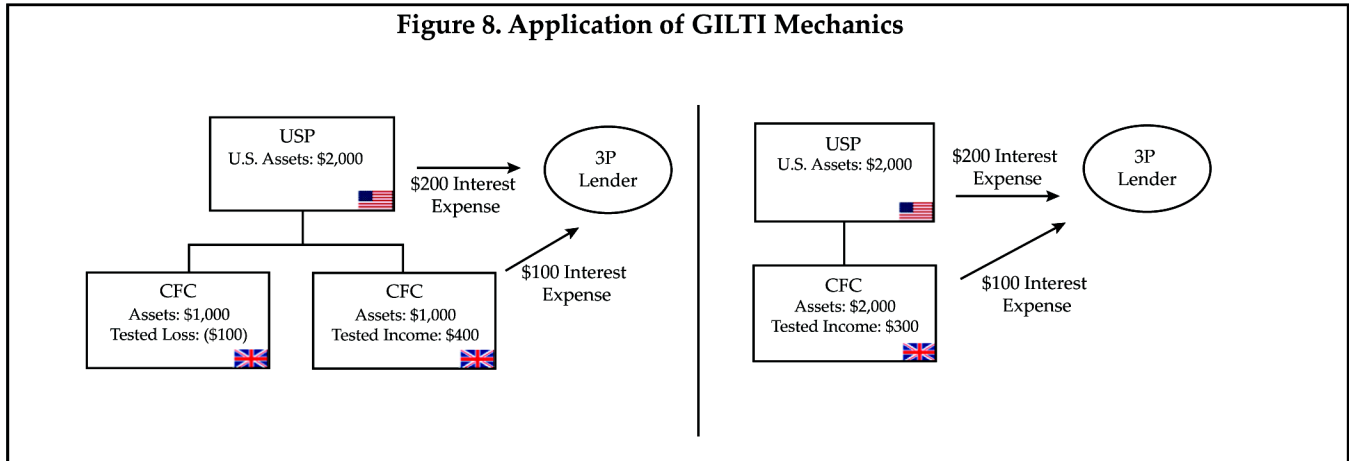 Figure 8. Application of GILTI Mechanics
USP
U.S. Assets: $2,000
$200 Interest
Expense
3P
Lender
$100 Interest
Expense
CFC
Assets: $1,000
Tested Loss: ($100)
CFC
Assets: $1,000
Tested Income: $400
USP
U.S. Assets: $2,000
$200 Interest
Expense
3P
Lender
$100 Interest
Expense
CFC
Assets: $2,000
Tested Income: $300